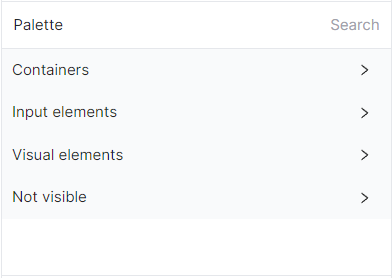 Palette Search
Containers
Input elements
Visual elements
Not visible